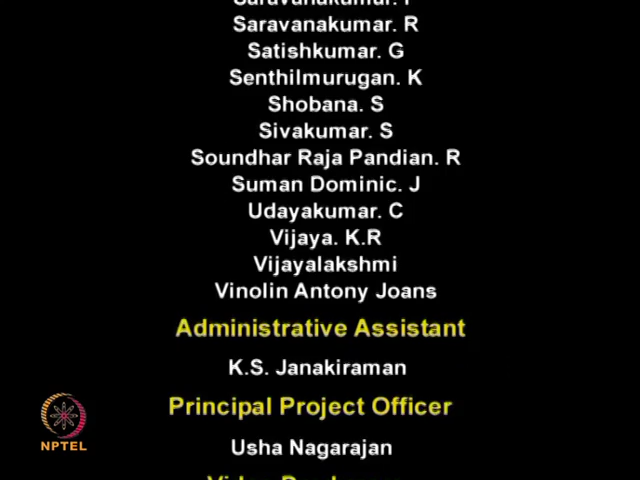 Saravanakumar. R
Satishkumar. G
Senthilmurugan. K
Shobana. S
Sivakumar. S
Soundhar Raja Pandian. R
Suman Dominic. J
Udayakumar. C
Vijaya. K.R
Vijayalakshmi
Vinolin Antony Joans
Administrative Assistant
K.S. Janakiraman
Principal Project Officer
Usha Nagarajan
NPTEL